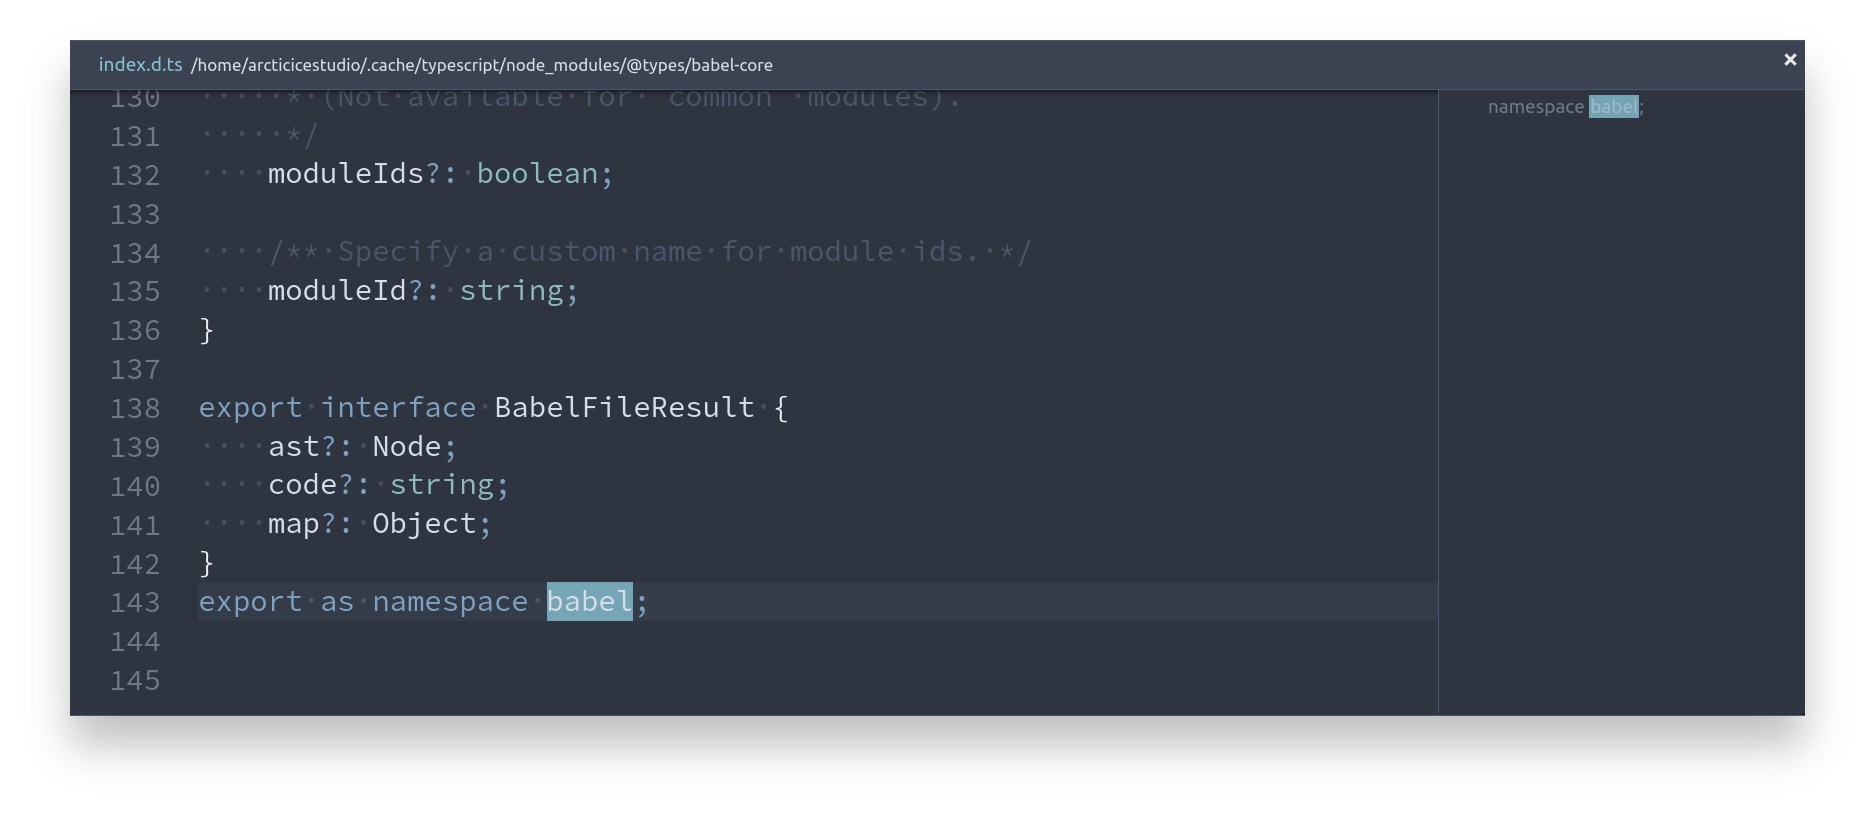 index.d.ts /home/arcticicestudio/.cache/typescript/node_modules/@types/babel-core ×
130 * (Not available for common modules).
131 */
132 moduleIds?: boolean;
133
134 /** Specify a custom name for module ids. */
135 moduleId?: string;
136 }
137
138 export interface BabelFileResult {
139 ast?: Node;
140 code?: string;
141 map?: Object;
142 }
143 export as namespace babel;
144
145
namespace babel;